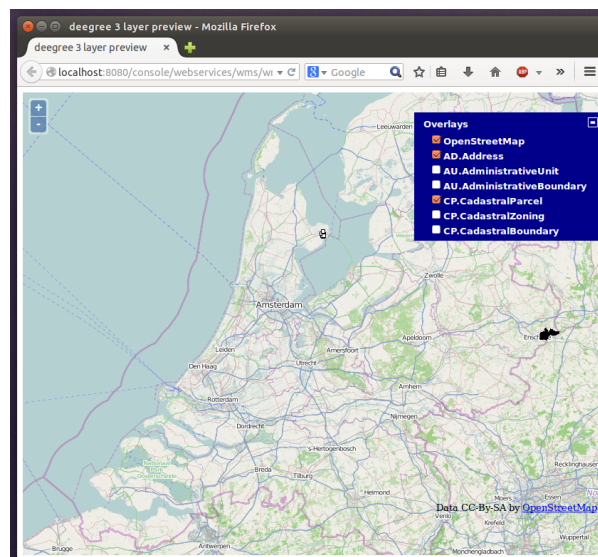 deegree 3 layer preview - Mozilla Firefox
deegree 3 layer preview
localhost:8080/console/webservices/wms/
Google
+
-
Overlays
OpenStreetMap
AD.Address
AU.AdministrativeUnit
AU.AdministrativeBoundary
CP.CadastralParcel
CP.CadastralZoning
CP.CadastralBoundary
Leeuwarden
Zwolle
Amsterdam
Leiden
Amersfoort
Apeldoorn
Utrecht
Den Haag
Arnhem
Rotterdam
Nijmegen
Dordrecht
's-Hertogenbosch
Breda
Tilburg
Helmond
Recklinghausen
Essen
Moers
Data CC-By-SA by OpenStreetMap
Venlo
Krefeld
Wuppertal
Brugge
Antwerpen
Mönchengladbach